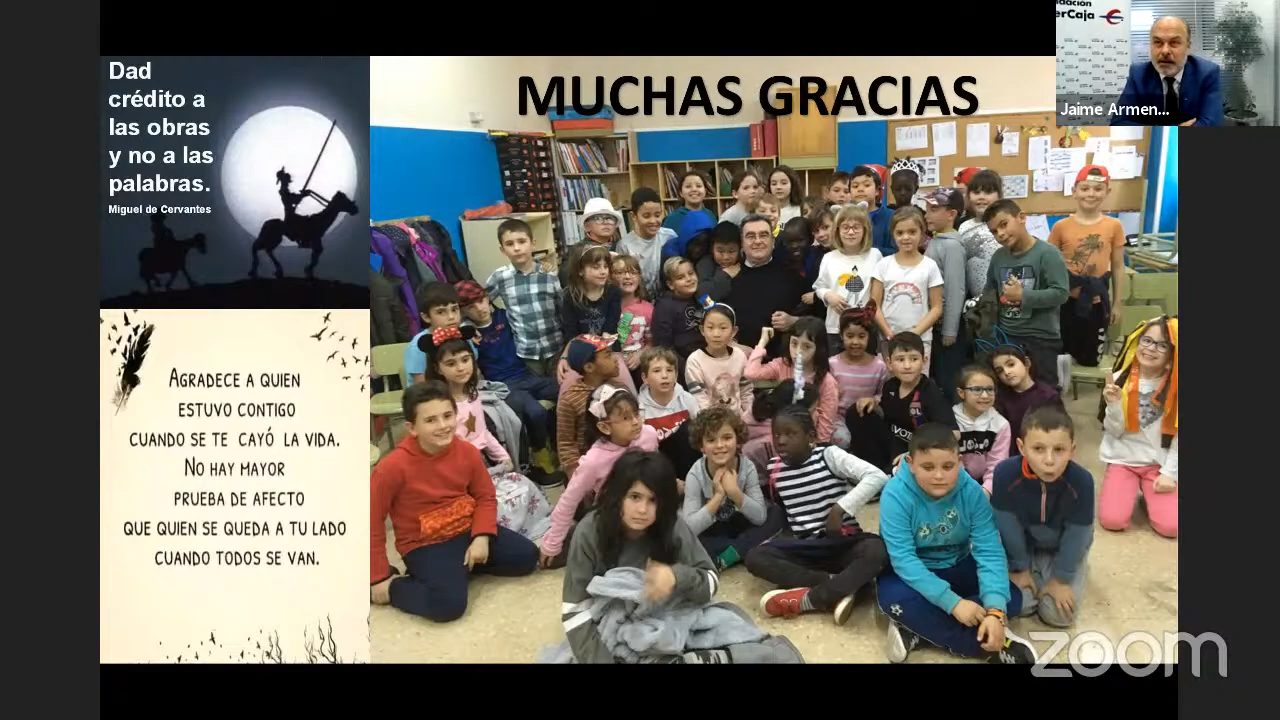 Dad
crédito a
las obras
y no a las
palabras.
Miguel de Cervantes
MUCHAS GRACIAS
AGRADECE A QUIEN
ESTUVO CONTIGO
CUANDO SE TE CAYÓ LA VIDA.
NO HAY MAYOR
PRUEBA DE AFECTO
QUE QUIEN SE QUEDA A TU LADO
CUANDO TODOS SE VAN.
Jaime Armen...
zoom